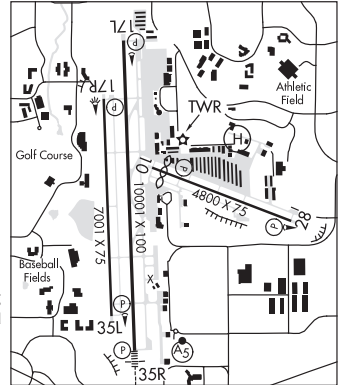 17L
P
17R
P
TWR
Athletic
Field
H
Golf Course
10
P
4800 X 75
28
P
7001 X 75
10001 X 100
Baseball
Fields
X
P
35L
P
A5
35R